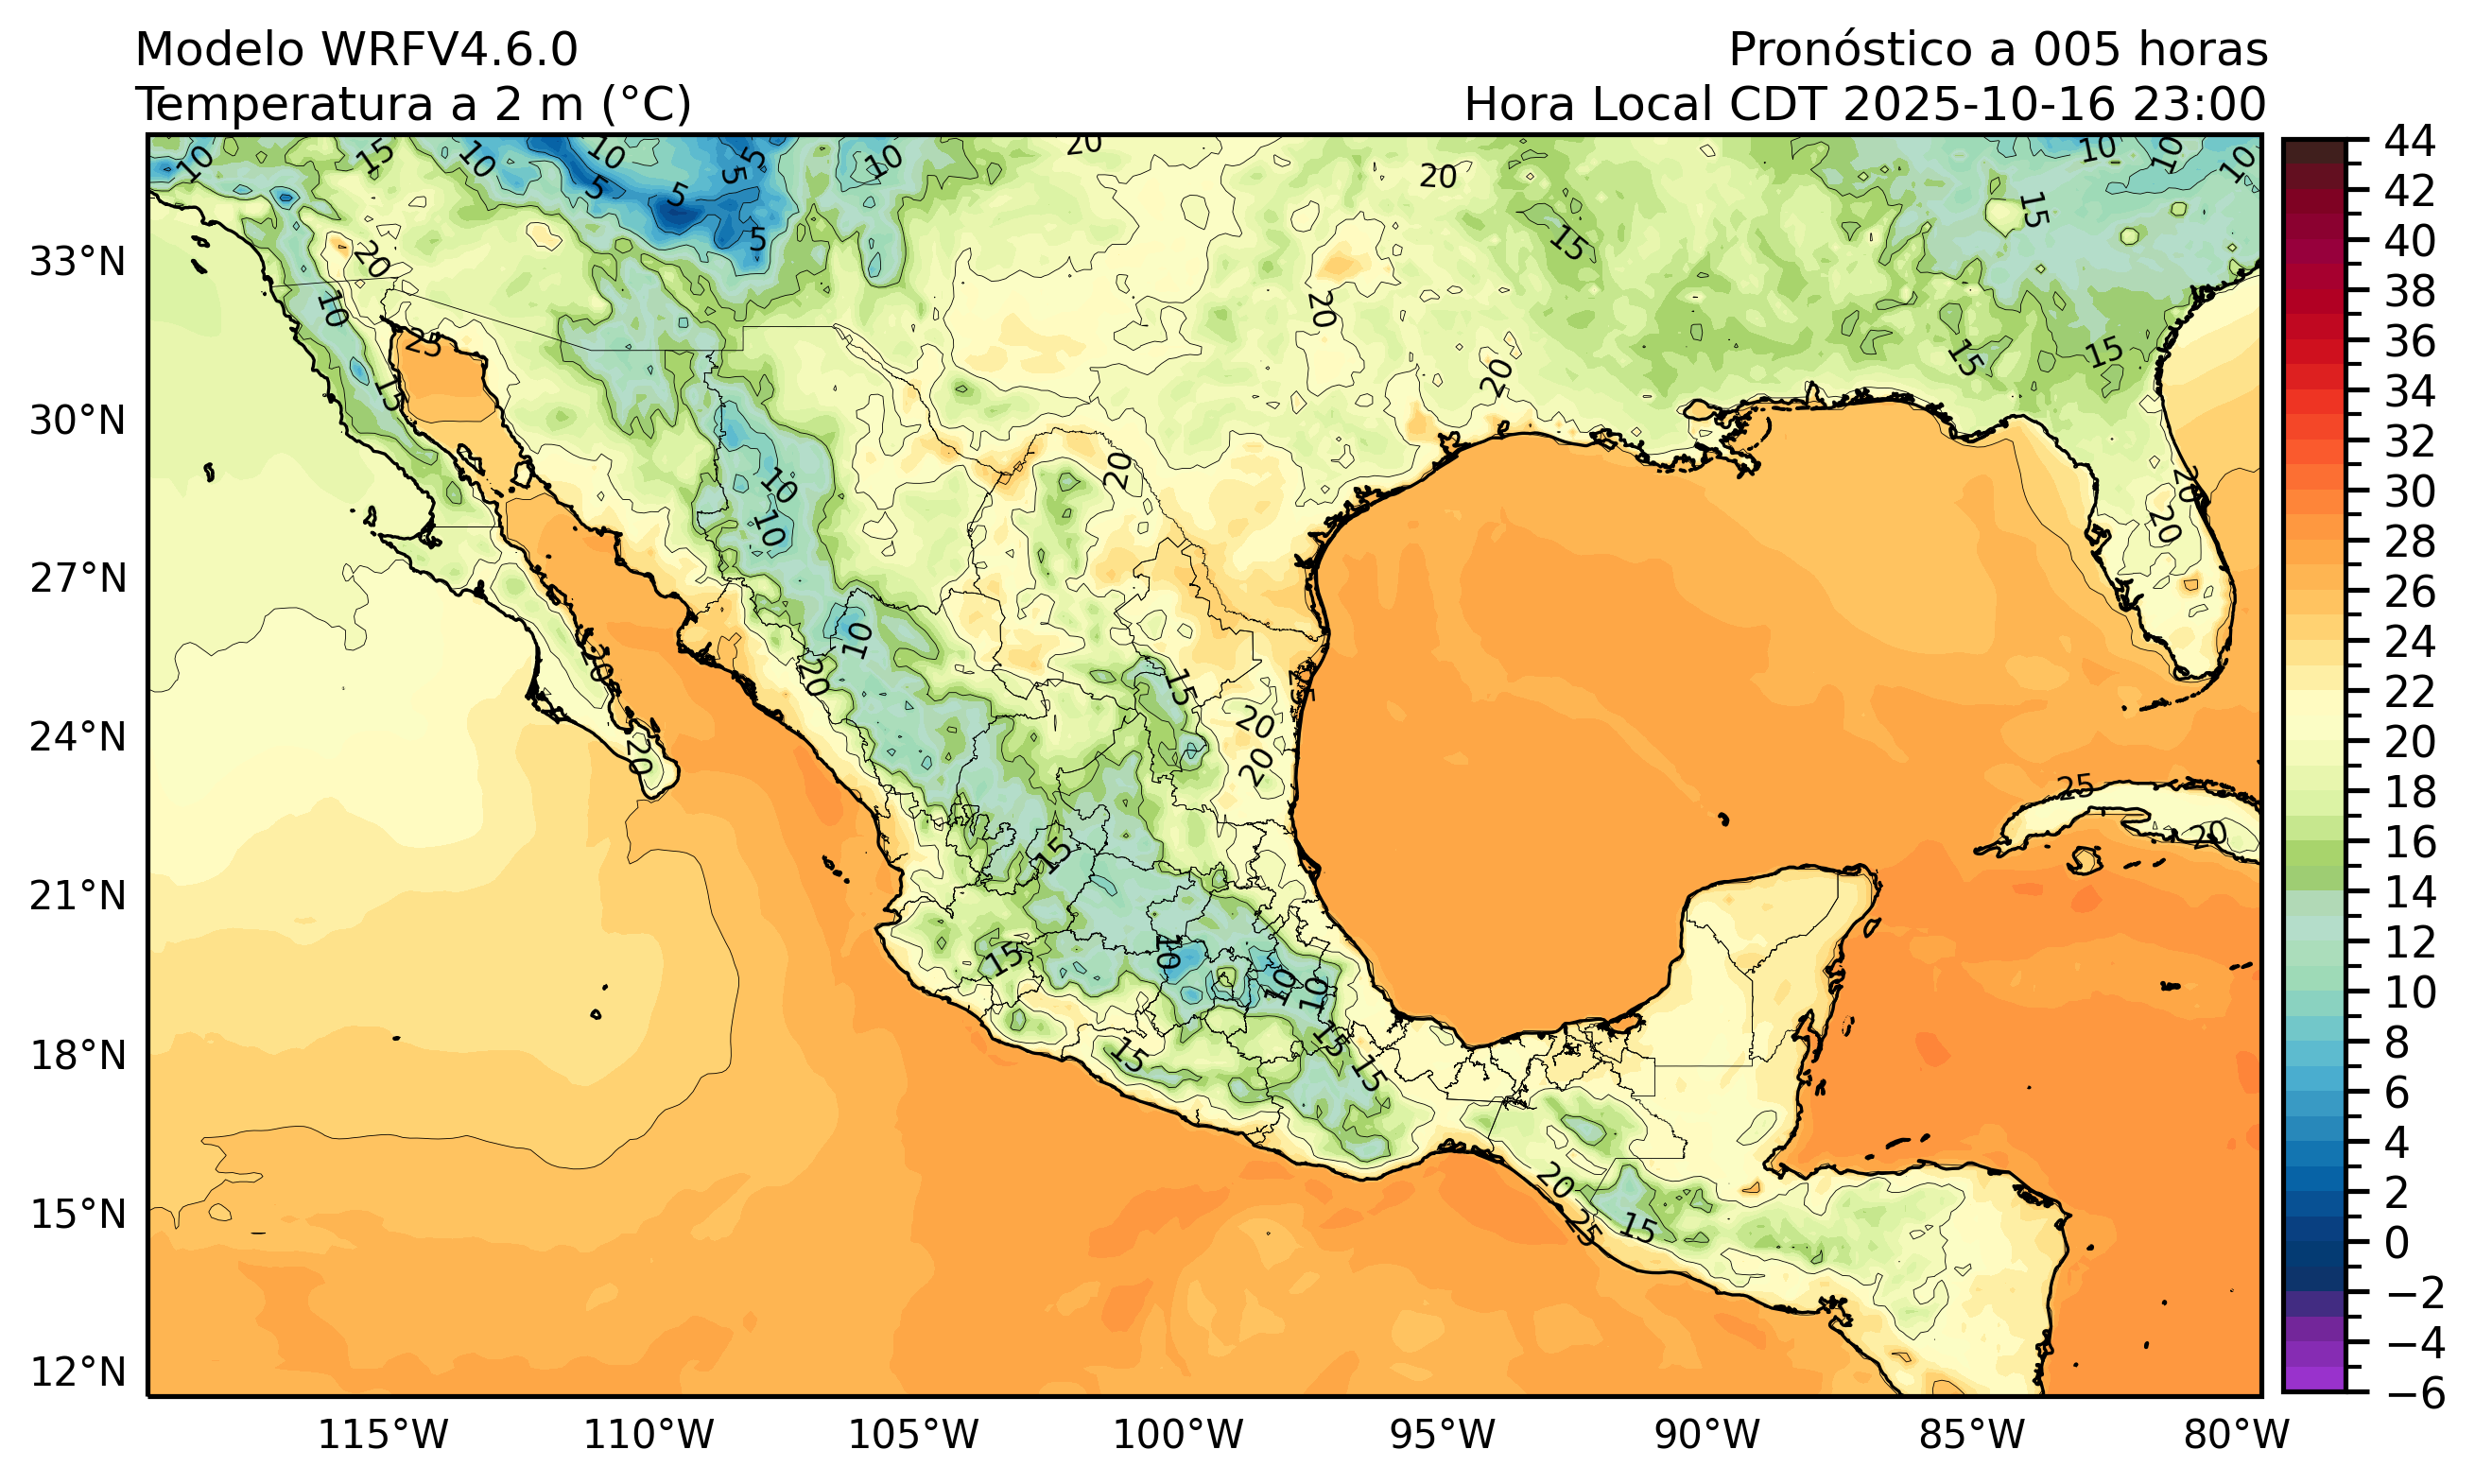 Modelo WRFV4.6.0
Pronóstico a 005 horas
Temperatura a 2 m (°C)
Hora Local CDT 2025-10-16 23:00
10 15 10 10 5 5 5 5 5 10 20 20 15 10 10 10 15
20 10 25 15 20 15 20 15 15
10 10 20 20 20
10 20 15 20 25 20 20 20
15 25 20
15 10 10 10 15 15 15
20 25 15
33°N
30°N
27°N
24°N
21°N
18°N
15°N
12°N
115°W 110°W 105°W 100°W 95°W 90°W 85°W 80°W
44
42
40
38
36
34
32
30
28
26
24
22
20
18
16
14
12
10
8
6
4
2
0
−2
−4
−6